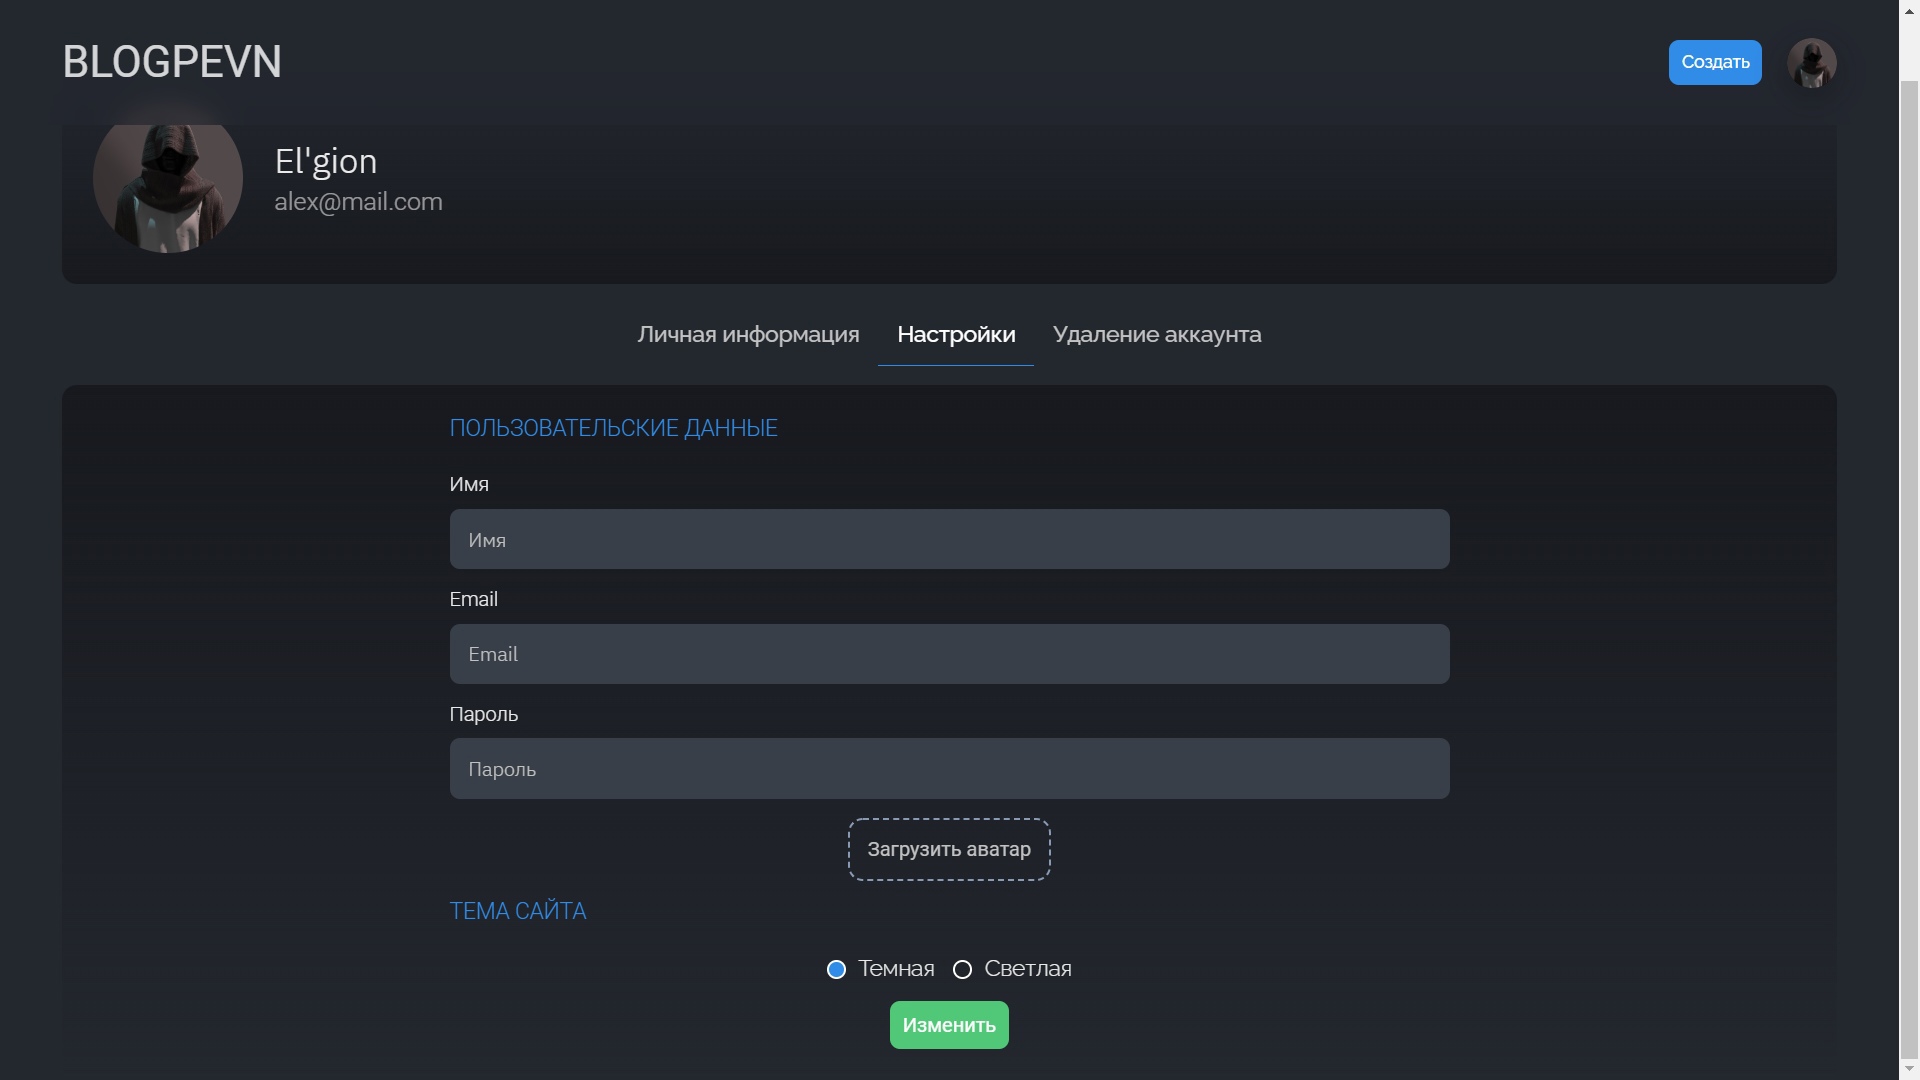 BLOGPEVN
Создать
El'gion
alex@mail.com
Личная информация Настройки Удаление аккаунта
ПОЛЬЗОВАТЕЛЬСКИЕ ДАННЫЕ
Имя
Имя
Email
Email
Пароль
Пароль
Загрузить аватар
ТЕМА САЙТА
Темная Светлая
Изменить